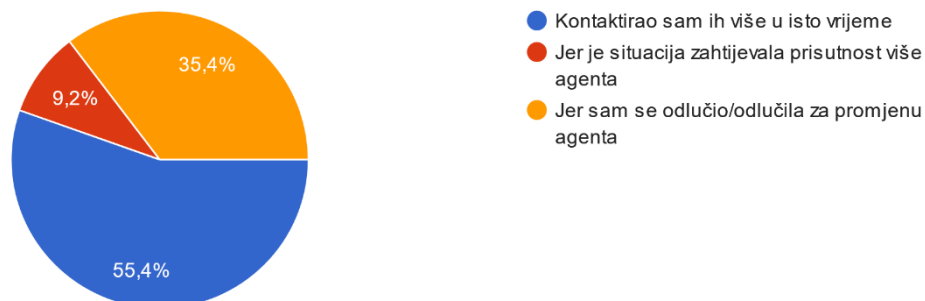 35,4%
9,2%
55,4%
Kontaktirao sam ih više u isto vrijeme
Jer je situacija zahtijevala prisutnost više
agenta
Jer sam se odlučio/odlučila za promjenu
agenta